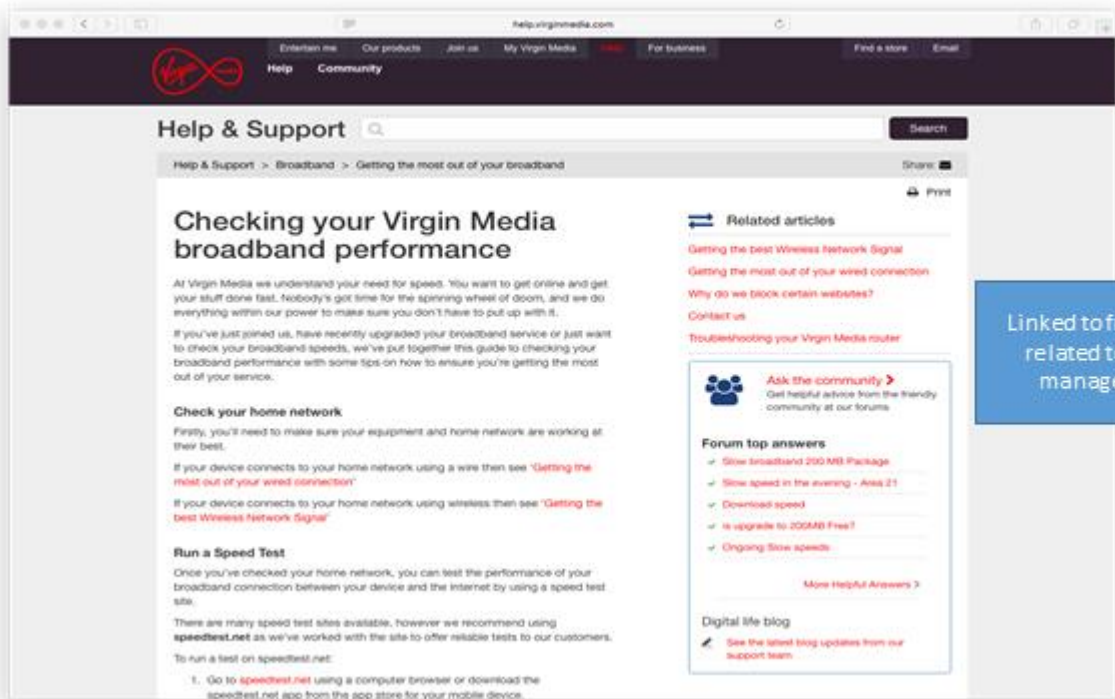 help.virginmedia.com
Entertain me Our products Join us My Virgin Media For business Find a store Email
Help Community
Help & Support Search
Help & Support > Broadband > Getting the most out of your broadband Share:
Print
Checking your Virgin Media
broadband performance
At Virgin Media we understand your need for speed. You want to get online and get
your stuff done fast. Nobody's got time for the spinning wheel of doom, and we do
everything within our power to make sure you don't have to put up with it.
If you've just joined us, have recently upgraded your broadband service or just want
to check your broadband speeds, we've put together this guide to checking your
broadband performance with some tips on how to ensure you're getting the most
out of your service.
Check your home network
Firstly, you'll need to make sure your equipment and home network are working at
their best.
If your device connects to your home network using a wire then see 'Getting the
most out of your wired connection'
If your device connects to your home network using wireless then see 'Getting the
best Wireless Network Signal'
Run a Speed Test
Once you've checked your home network, you can test the performance of your
broadband connection between your device and the internet by using a speed test
site.
There are many speed test sites available, however we recommend using
speedtest.net as we've worked with the site to offer reliable tests to our customers.
To run a test on speedtest.net:
1. Go to speedtest.net using a computer browser or download the
speedtest.net app from the app store for your mobile device.
Related articles
Getting the best Wireless Network Signal
Getting the most out of your wired connection
Why do we block certain websites?
Contact us
Troubleshooting your Virgin Media router
Ask the community >
Get helpful advice from the friendly
community at our forums
Forum top answers
Slow broadband 200 MB Package
Slow speed in the evening - Area 21
Download speed
is upgrade to 200MB Free?
Ongoing Slow speeds
More Helpful Answers >
Digital life blog
See the latest blog updates from our
support team
Linked to
related
manage